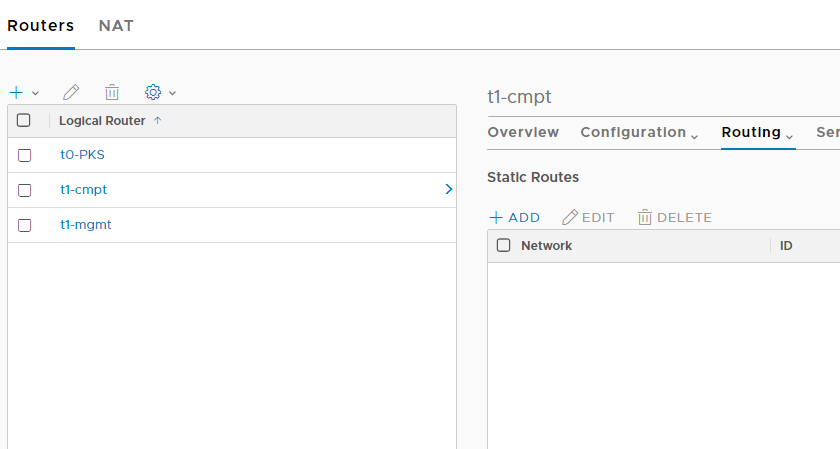 Routers NAT
Logical Router
t0-PKS
t1-cmpt
t1-mgmt
t1-cmpt
Overview Configuration Routing
Static Routes
ADD EDIT DELETE
Network ID